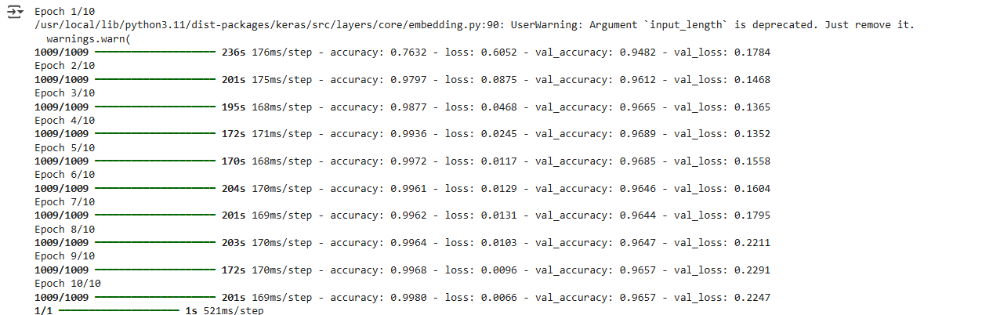 Epoch 1/10
/usr/local/lib/python3.11/dist-packages/keras/src/layers/core/embedding.py:90: UserWarning: Argument `input_length` is deprecated. Just remove it.
  warnings.warn(
1009/1009 ━━━━━━━━━━━━━━━━━━━━ 236s 176ms/step - accuracy: 0.7632 - loss: 0.6052 - val_accuracy: 0.9482 - val_loss: 0.1784
Epoch 2/10
1009/1009 ━━━━━━━━━━━━━━━━━━━━ 201s 175ms/step - accuracy: 0.9797 - loss: 0.0875 - val_accuracy: 0.9612 - val_loss: 0.1468
Epoch 3/10
1009/1009 ━━━━━━━━━━━━━━━━━━━━ 195s 168ms/step - accuracy: 0.9877 - loss: 0.0468 - val_accuracy: 0.9665 - val_loss: 0.1365
Epoch 4/10
1009/1009 ━━━━━━━━━━━━━━━━━━━━ 172s 171ms/step - accuracy: 0.9936 - loss: 0.0245 - val_accuracy: 0.9689 - val_loss: 0.1352
Epoch 5/10
1009/1009 ━━━━━━━━━━━━━━━━━━━━ 170s 168ms/step - accuracy: 0.9972 - loss: 0.0117 - val_accuracy: 0.9685 - val_loss: 0.1558
Epoch 6/10
1009/1009 ━━━━━━━━━━━━━━━━━━━━ 204s 170ms/step - accuracy: 0.9961 - loss: 0.0129 - val_accuracy: 0.9646 - val_loss: 0.1604
Epoch 7/10
1009/1009 ━━━━━━━━━━━━━━━━━━━━ 201s 169ms/step - accuracy: 0.9962 - loss: 0.0131 - val_accuracy: 0.9644 - val_loss: 0.1795
Epoch 8/10
1009/1009 ━━━━━━━━━━━━━━━━━━━━ 203s 170ms/step - accuracy: 0.9964 - loss: 0.0103 - val_accuracy: 0.9647 - val_loss: 0.2211
Epoch 9/10
1009/1009 ━━━━━━━━━━━━━━━━━━━━ 172s 170ms/step - accuracy: 0.9968 - loss: 0.0096 - val_accuracy: 0.9657 - val_loss: 0.2291
Epoch 10/10
1009/1009 ━━━━━━━━━━━━━━━━━━━━ 201s 169ms/step - accuracy: 0.9980 - loss: 0.0066 - val_accuracy: 0.9657 - val_loss: 0.2247
1/1 ━━━━━━━━━━━━━━━━━━━━ 1s 521ms/step